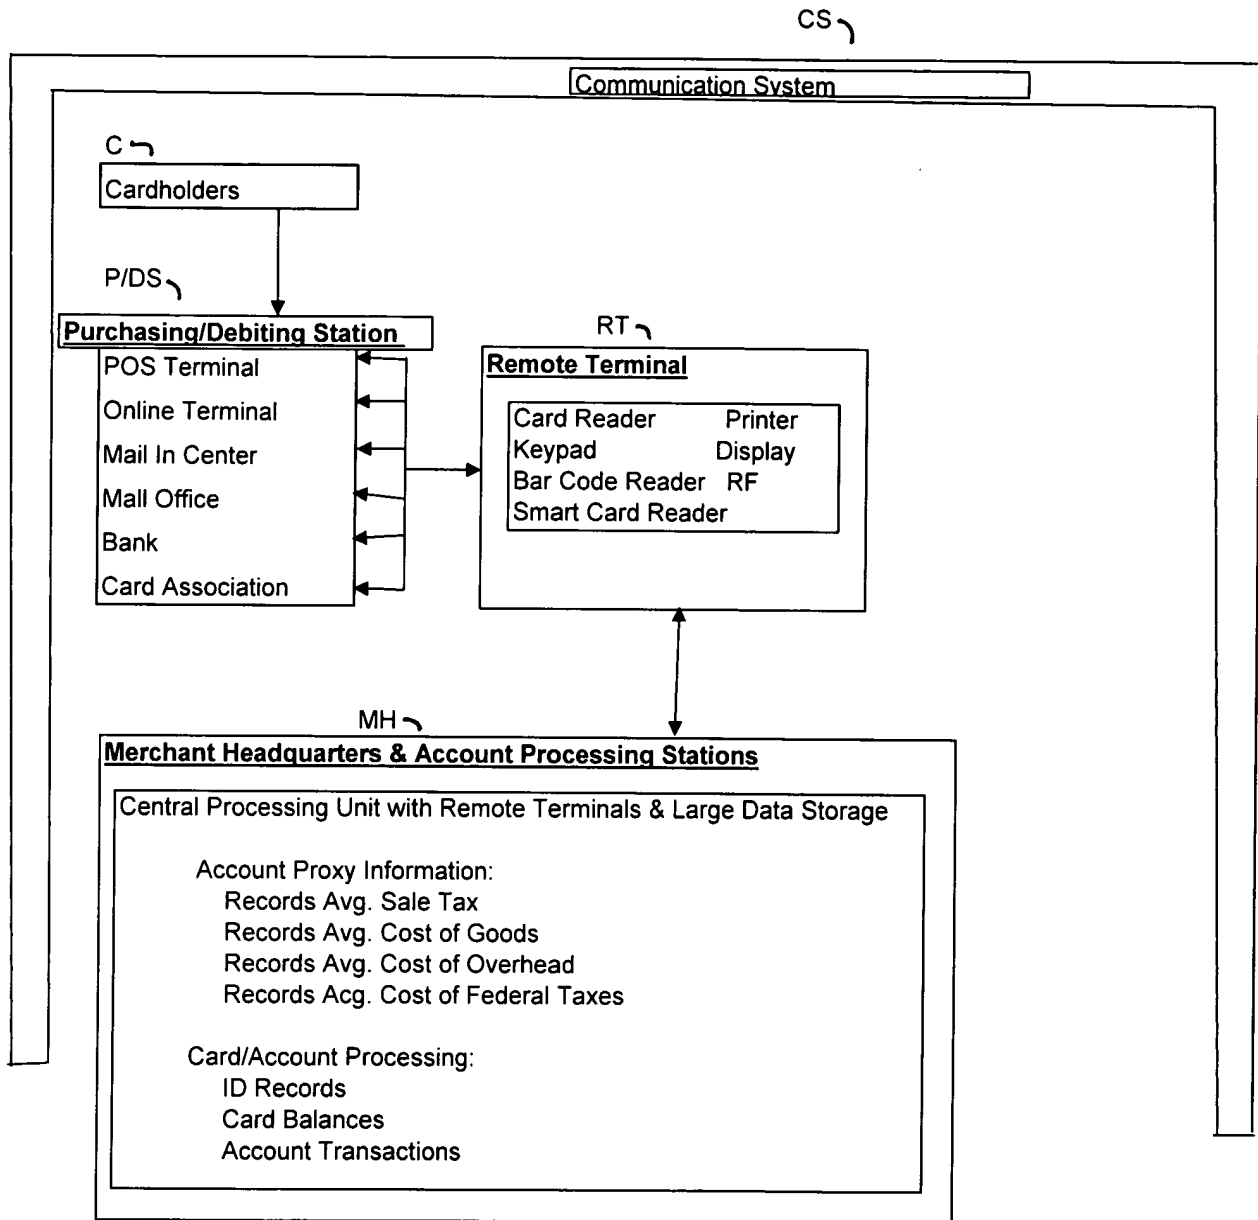 CS
Communication System
C
Cardholders
P/DS
Purchasing/Debiting Station
POS Terminal
Online Terminal
Mail In Center
Mall Office
Bank
Card Association
RT
Remote Terminal
Card Reader Printer
Keypad Display
Bar Code Reader RF
Smart Card Reader
MH
Merchant Headquarters & Account Processing Stations
Central Processing Unit with Remote Terminals & Large Data Storage
Account Proxy Information:
Records Avg. Sale Tax
Records Avg. Cost of Goods
Records Avg. Cost of Overhead
Records Acg. Cost of Federal Taxes
Card/Account Processing:
ID Records
Card Balances
Account Transactions